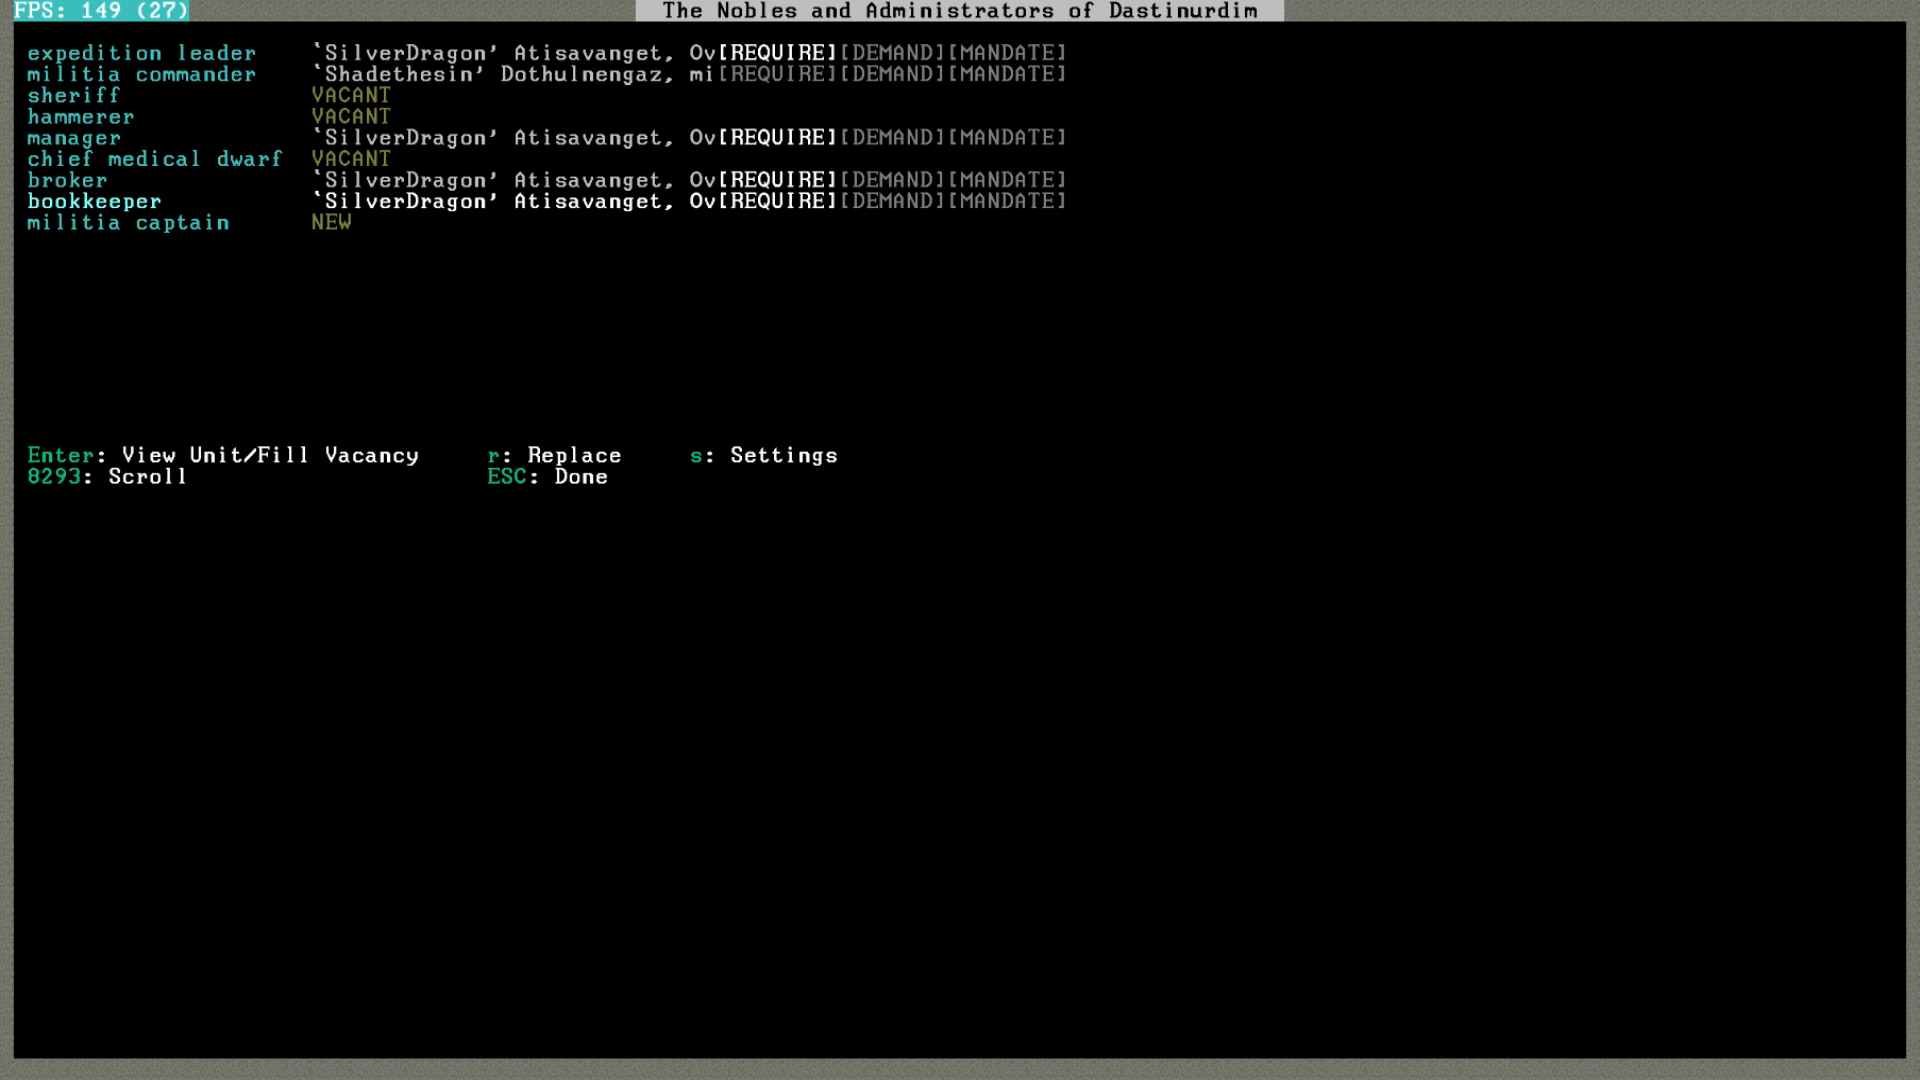 FPS: 149 (27)
The Nobles and Administrators of Dastinurdim
expedition leader `SilverDragon' Atisavanget, Ov[REQUIRE][DEMAND][MANDATE]
militia commander `Shadethesin' Dothulnengaz, mi[REQUIRE][DEMAND][MANDATE]
sheriff VACANT
hammerer VACANT
manager `SilverDragon' Atisavanget, Ov[REQUIRE][DEMAND][MANDATE]
chief medical dwarf VACANT
broker `SilverDragon' Atisavanget, Ov[REQUIRE][DEMAND][MANDATE]
bookkeeper `SilverDragon' Atisavanget, Ov[REQUIRE][DEMAND][MANDATE]
militia captain NEW
Enter: View Unit/Fill Vacancy r: Replace s: Settings
8293: Scroll ESC: Done